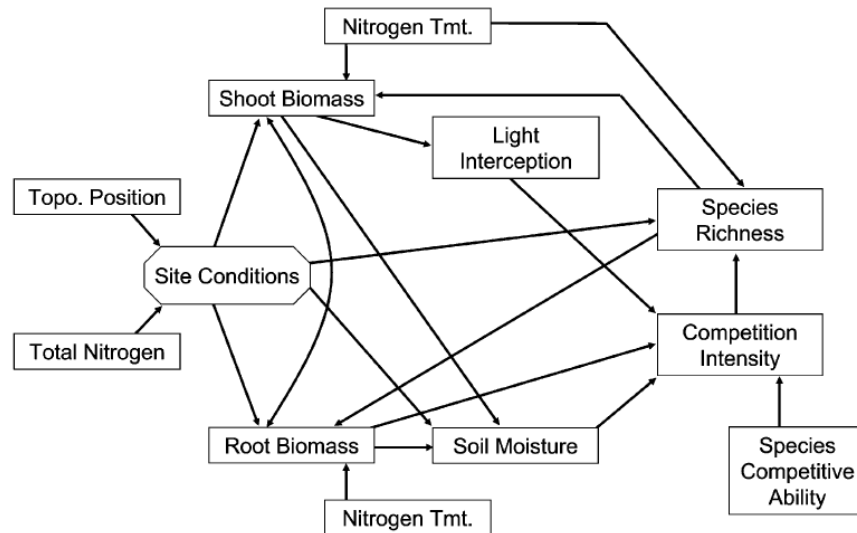 Nitrogen Tmt.
Shoot Biomass
Light
Interception
Topo. Position
Species
Richness
Site Conditions
Total Nitrogen
Competition
Intensity
Root Biomass
Soil Moisture
Species
Competitive
Ability
Nitrogen Tmt.